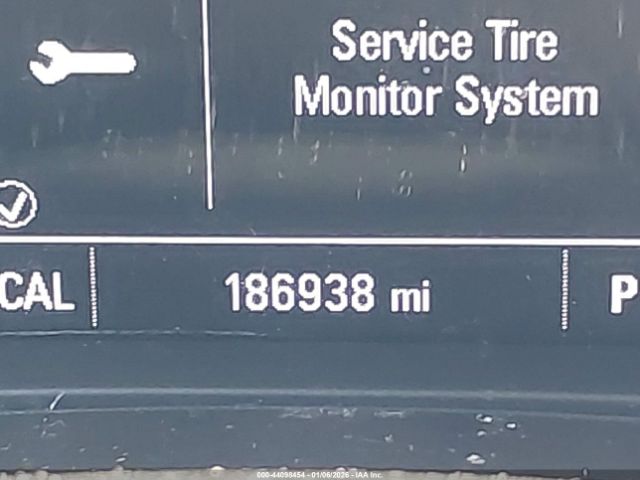 Service Tire
Monitor System
CAL
186938 mi
P
000-44098454 - 01/06/2026 - IAA Inc.